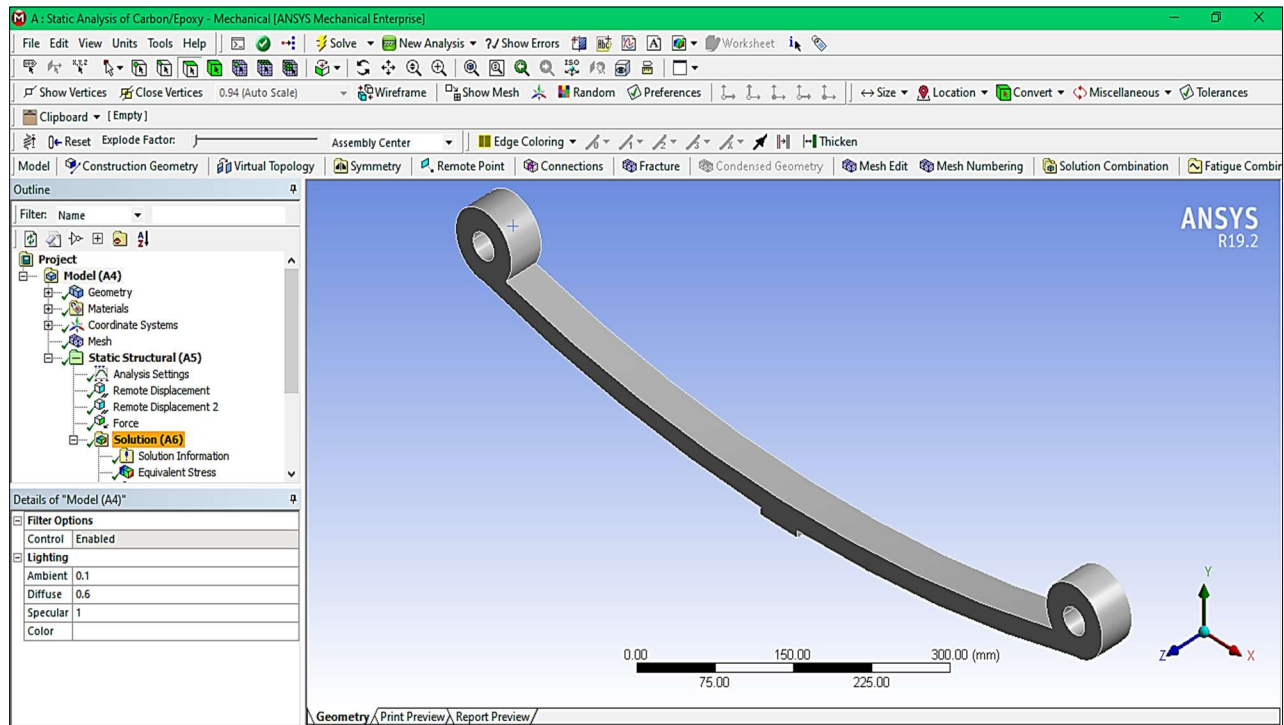 A : Static Analysis of Carbon/Epoxy - Mechanical [ANSYS Mechanical Enterprise]
File Edit View Units Tools Help Solve New Analysis ?/ Show Errors A Worksheet
ISO
Show Vertices Close Vertices 0.94 (Auto Scale) Wireframe Show Mesh Random Preferences Size Location Convert Miscellaneous Tolerances
Clipboard [ Empty ]
Reset Explode Factor: Assembly Center Edge Coloring Thicken
Model Construction Geometry Virtual Topology Symmetry Remote Point Connections Fracture Condensed Geometry Mesh Edit Mesh Numbering Solution Combination Fatigue Combin
Outline
Filter: Name
Project
Model (A4)
Geometry
Materials
Coordinate Systems
Mesh
Static Structural (A5)
Analysis Settings
Remote Displacement
Remote Displacement 2
Force
Solution (A6)
Solution Information
Equivalent Stress
Details of "Model (A4)"
Filter Options
Control Enabled
Lighting
Ambient 0.1
Diffuse 0.6
Specular 1
Color
ANSYS
R19.2
0.00 150.00 300.00 (mm)
75.00 225.00
Y
Z X
Geometry Print Preview Report Preview